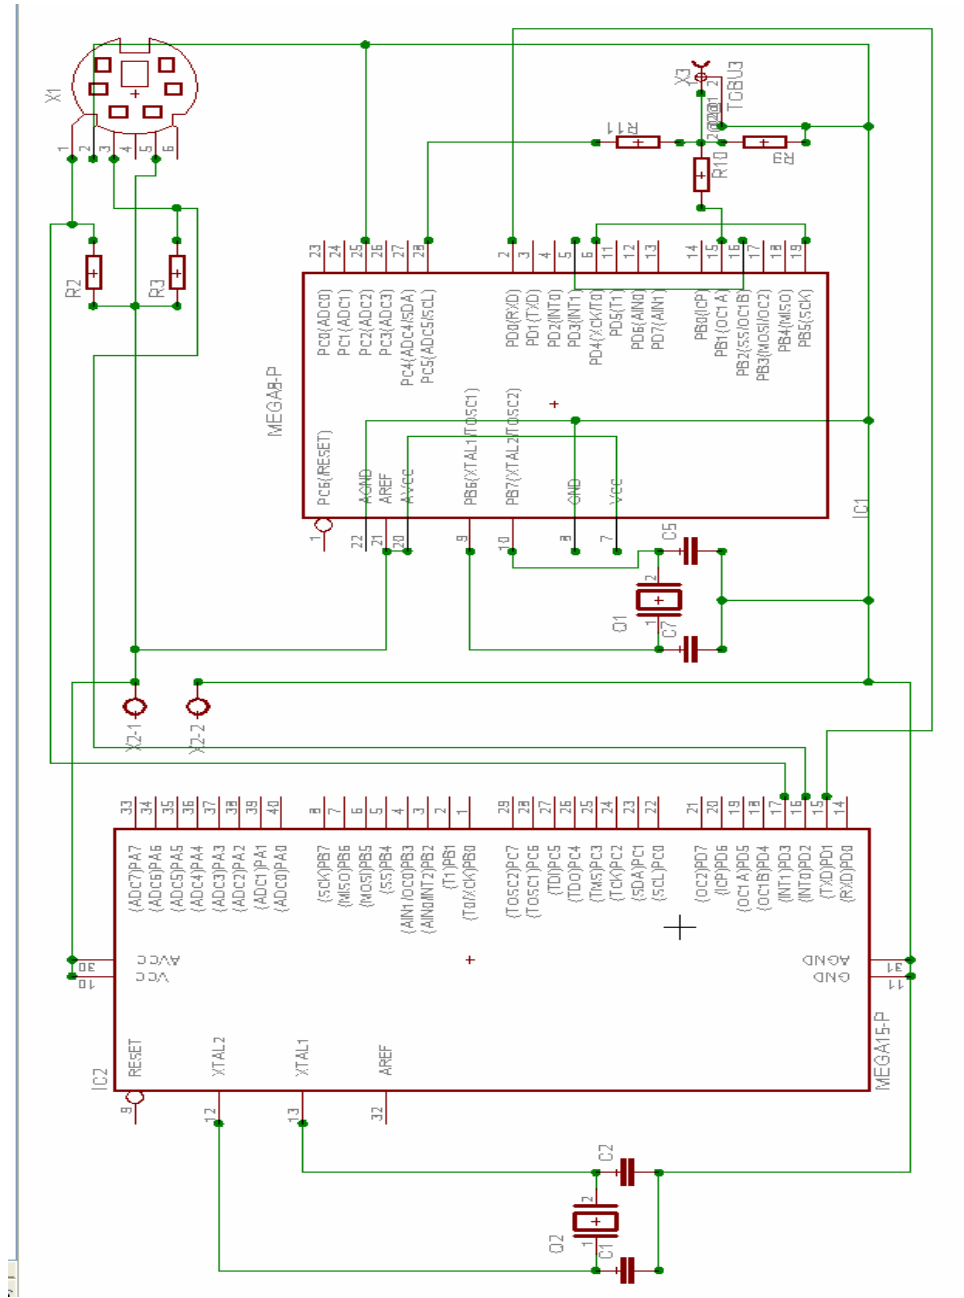 X1
1 2 3 4 5 6
R2
R3
X3
1 2
TOBU3
R11
R10
23 24 25 26 27 28
2 3 4 5 6 11 12 13
14 15 16 17 18 19
PC0(ADC0)
PC1(ADC1)
PC2(ADC2)
PC3(ADC3)
PC4(ADC4/SDA)
PC5(ADC5/SCL)
PD0(RXD)
PD1(TXD)
PD2(INT0)
PD3(INT1)
PD4(XCK/T0)
PD5(T1)
PD6(AIN0)
PD7(AIN1)
PB0(ICP)
PB1(OC1A)
PB2(SS/OC1B)
PB3(MOSI/OC2)
PB4(MISO)
PB5(SCK)
MEGA8-P
PC6(/RESET)
AGND
AREF
AVCC
PB6(XTAL1/TOSC1)
PB7(XTAL2/TOSC2)
GND
VCC
IC1
1 22 21 20 9 10 8 7
C5
2
Q1
1
C7
X2-1
X2-2
33 34 35 36 37 38 39 40
8 7 6 5 4 3 2 1
29 28 27 26 25 24 23 22
21 20 19 18 17 16 15 14
(ADC7)PA7
(ADC6)PA6
(ADC5)PA5
(ADC4)PA4
(ADC3)PA3
(ADC2)PA2
(ADC1)PA1
(ADC0)PA0
(SCK)PB7
(MISO)PB6
(MOSI)PB5
(SS)PB4
(AIN1/OC0)PB3
(AIN0/INT2)PB2
(T1)PB1
(T0/XCK)PB0
(TOSC2)PC7
(TOSC1)PC6
(TDI)PC5
(TDO)PC4
(TMS)PC3
(TCK)PC2
(SDA)PC1
(SCL)PC0
(OC2)PD7
(ICP)PD6
(OC1A)PD5
(OC1B)PD4
(INT1)PD3
(INT0)PD2
(TXD)PD1
(RXD)PD0
30 AVCC
10 VCC
AGND 31
GND 11
IC2
RESET
XTAL2
XTAL1
AREF
MEGA16-P
9 12 13 32
C2
2
Q2
1
C1